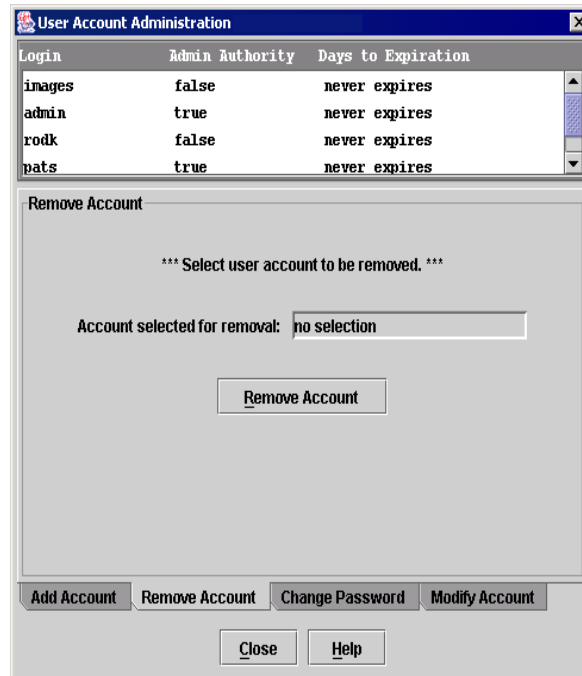 User Account Administration
Login Admin Authority Days to Expiration
images false never expires
admin true never expires
rodk false never expires
pats true never expires
Remove Account
*** Select user account to be removed. ***
Account selected for removal: no selection
Remove Account
Add Account Remove Account Change Password Modify Account
Close Help